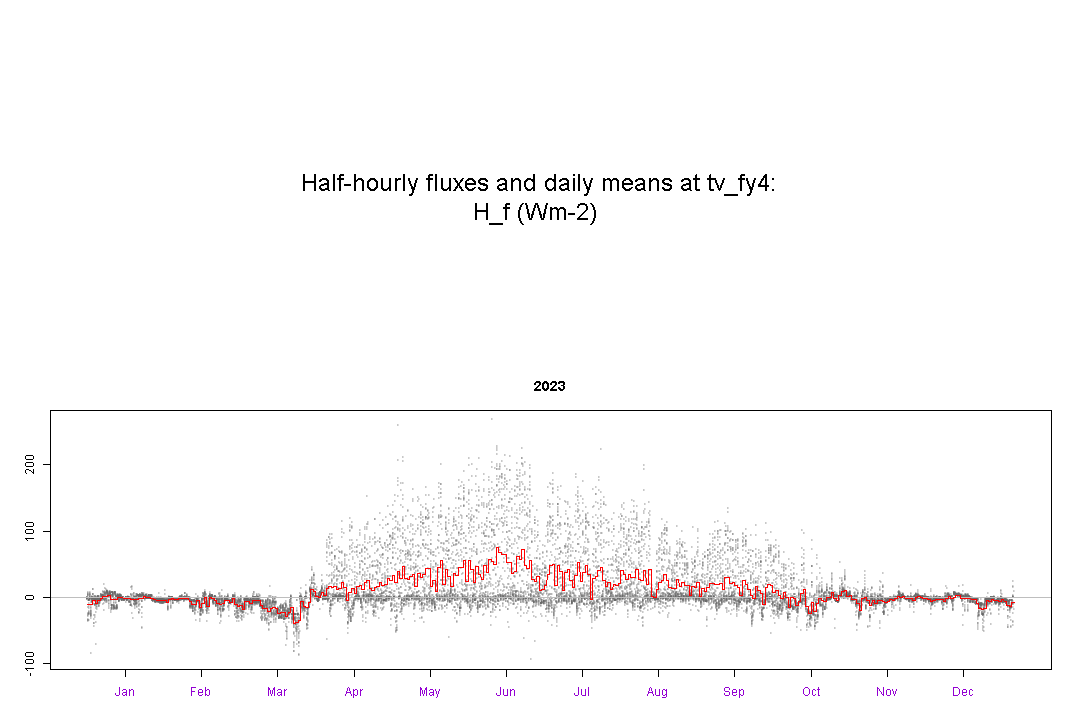 Half-hourly fluxes and daily means at tv_fy4:
H_f (Wm-2)
2023
200
100
0
-100
Jan Feb Mar Apr May Jun Jul Aug Sep Oct Nov Dec